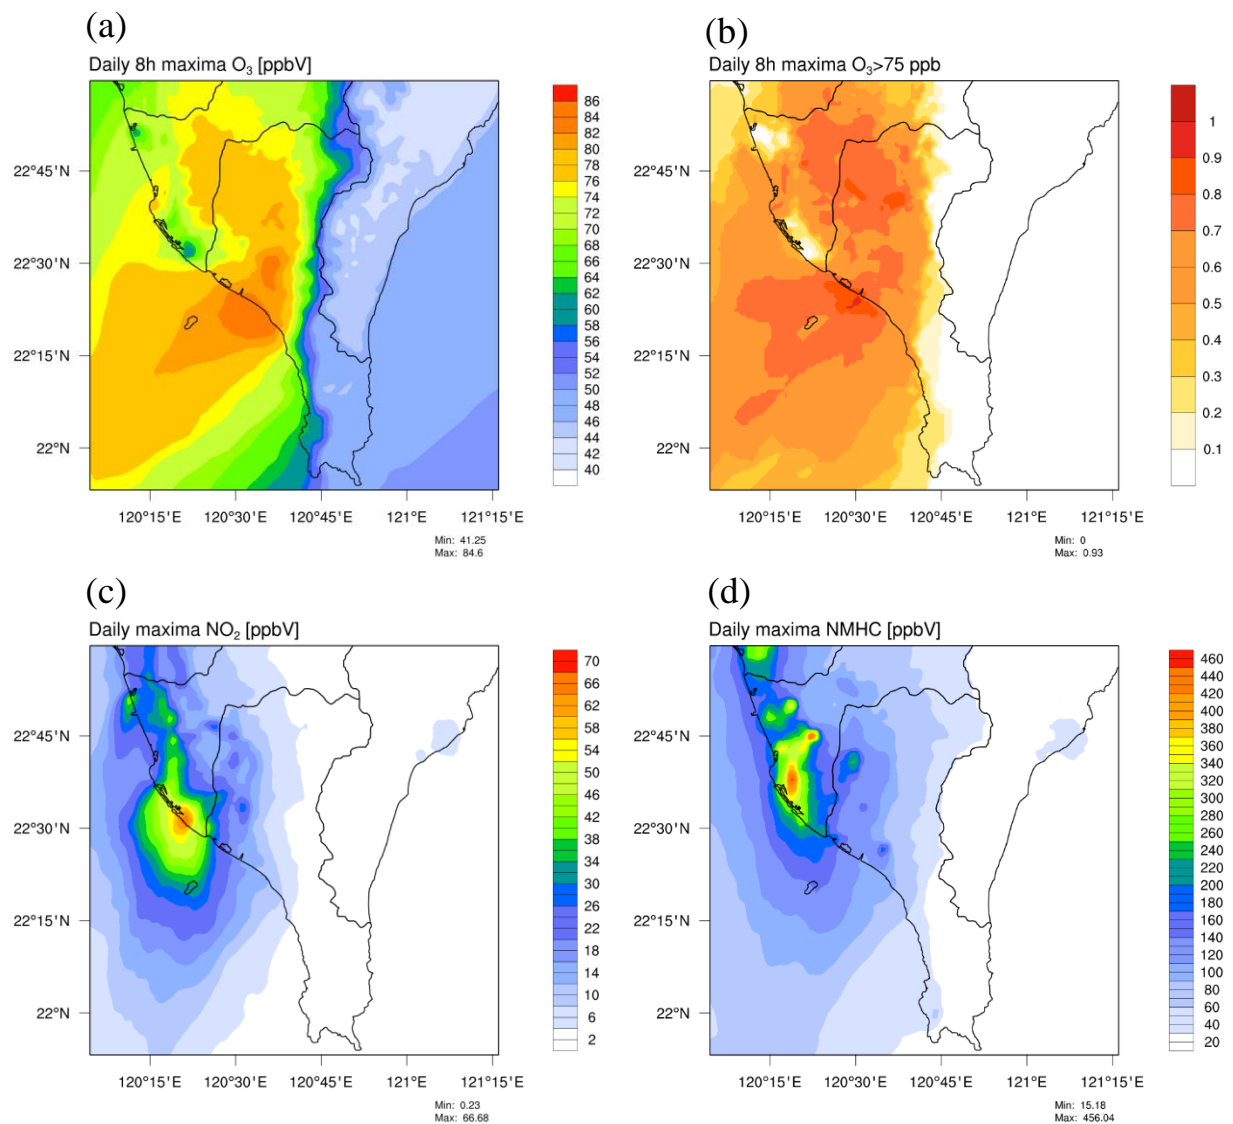 (a)
Daily 8h maxima O₃ [ppbV]
22°45'N
22°30'N
22°15'N
22°N
120°15'E 120°30'E 120°45'E 121°E 121°15'E
Min: 41.25
Max: 84.6
86
84
82
80
78
76
74
72
70
68
66
64
62
60
58
56
54
52
50
48
46
44
42
40
(b)
Daily 8h maxima O₃>75 ppb
22°45'N
22°30'N
22°15'N
22°N
120°15'E 120°30'E 120°45'E 121°E 121°15'E
Min: 0
Max: 0.93
1
0.9
0.8
0.7
0.6
0.5
0.4
0.3
0.2
0.1
(c)
Daily maxima NO₂ [ppbV]
22°45'N
22°30'N
22°15'N
22°N
120°15'E 120°30'E 120°45'E 121°E 121°15'E
Min: 0.23
Max: 66.68
70
66
62
58
54
50
46
42
38
34
30
26
22
18
14
10
6
2
(d)
Daily maxima NMHC [ppbV]
22°45'N
22°30'N
22°15'N
22°N
120°15'E 120°30'E 120°45'E 121°E 121°15'E
Min: 15.18
Max: 456.04
460
440
420
400
380
360
340
320
300
280
260
240
220
200
180
160
140
120
100
80
60
40
20